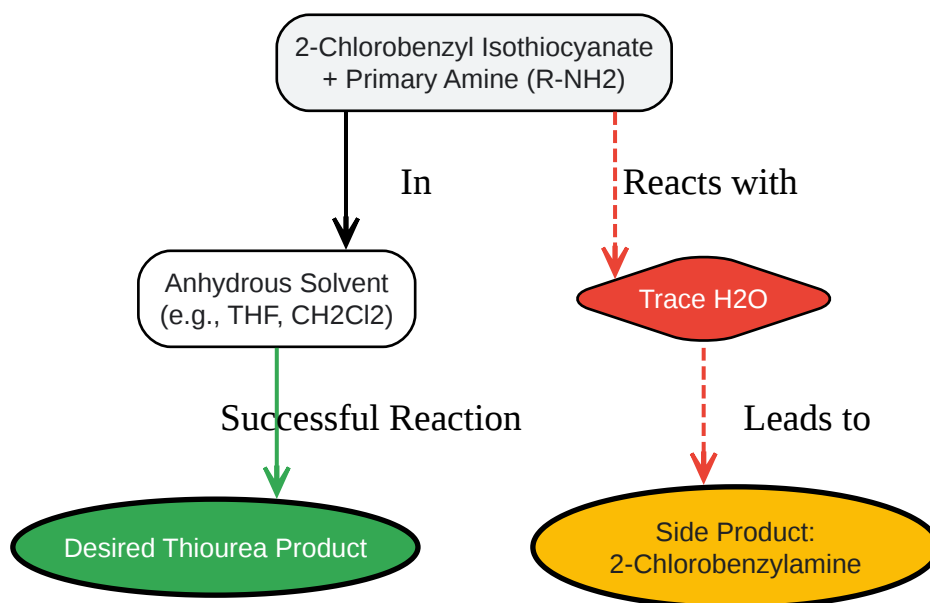 2-Chlorobenzyl Isothiocyanate
+ Primary Amine (R-NH2)
In
Reacts with
Anhydrous Solvent
(e.g., THF, CH2Cl2)
Trace H2O
Successful Reaction
Leads to
Desired Thiourea Product
Side Product:
2-Chlorobenzylamine